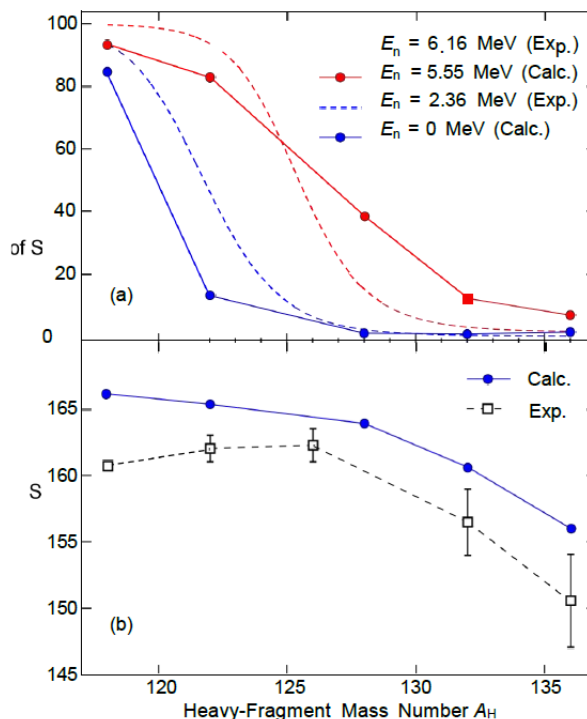 100
80
60
40
of S
20
0
E_n = 6.16 MeV (Exp.)
E_n = 5.55 MeV (Calc.)
E_n = 2.36 MeV (Exp.)
E_n = 0 MeV (Calc.)
(a)
165
160
S
155
150
145
Calc.
Exp.
(b)
120 125 130 135
Heavy-Fragment Mass Number A_H